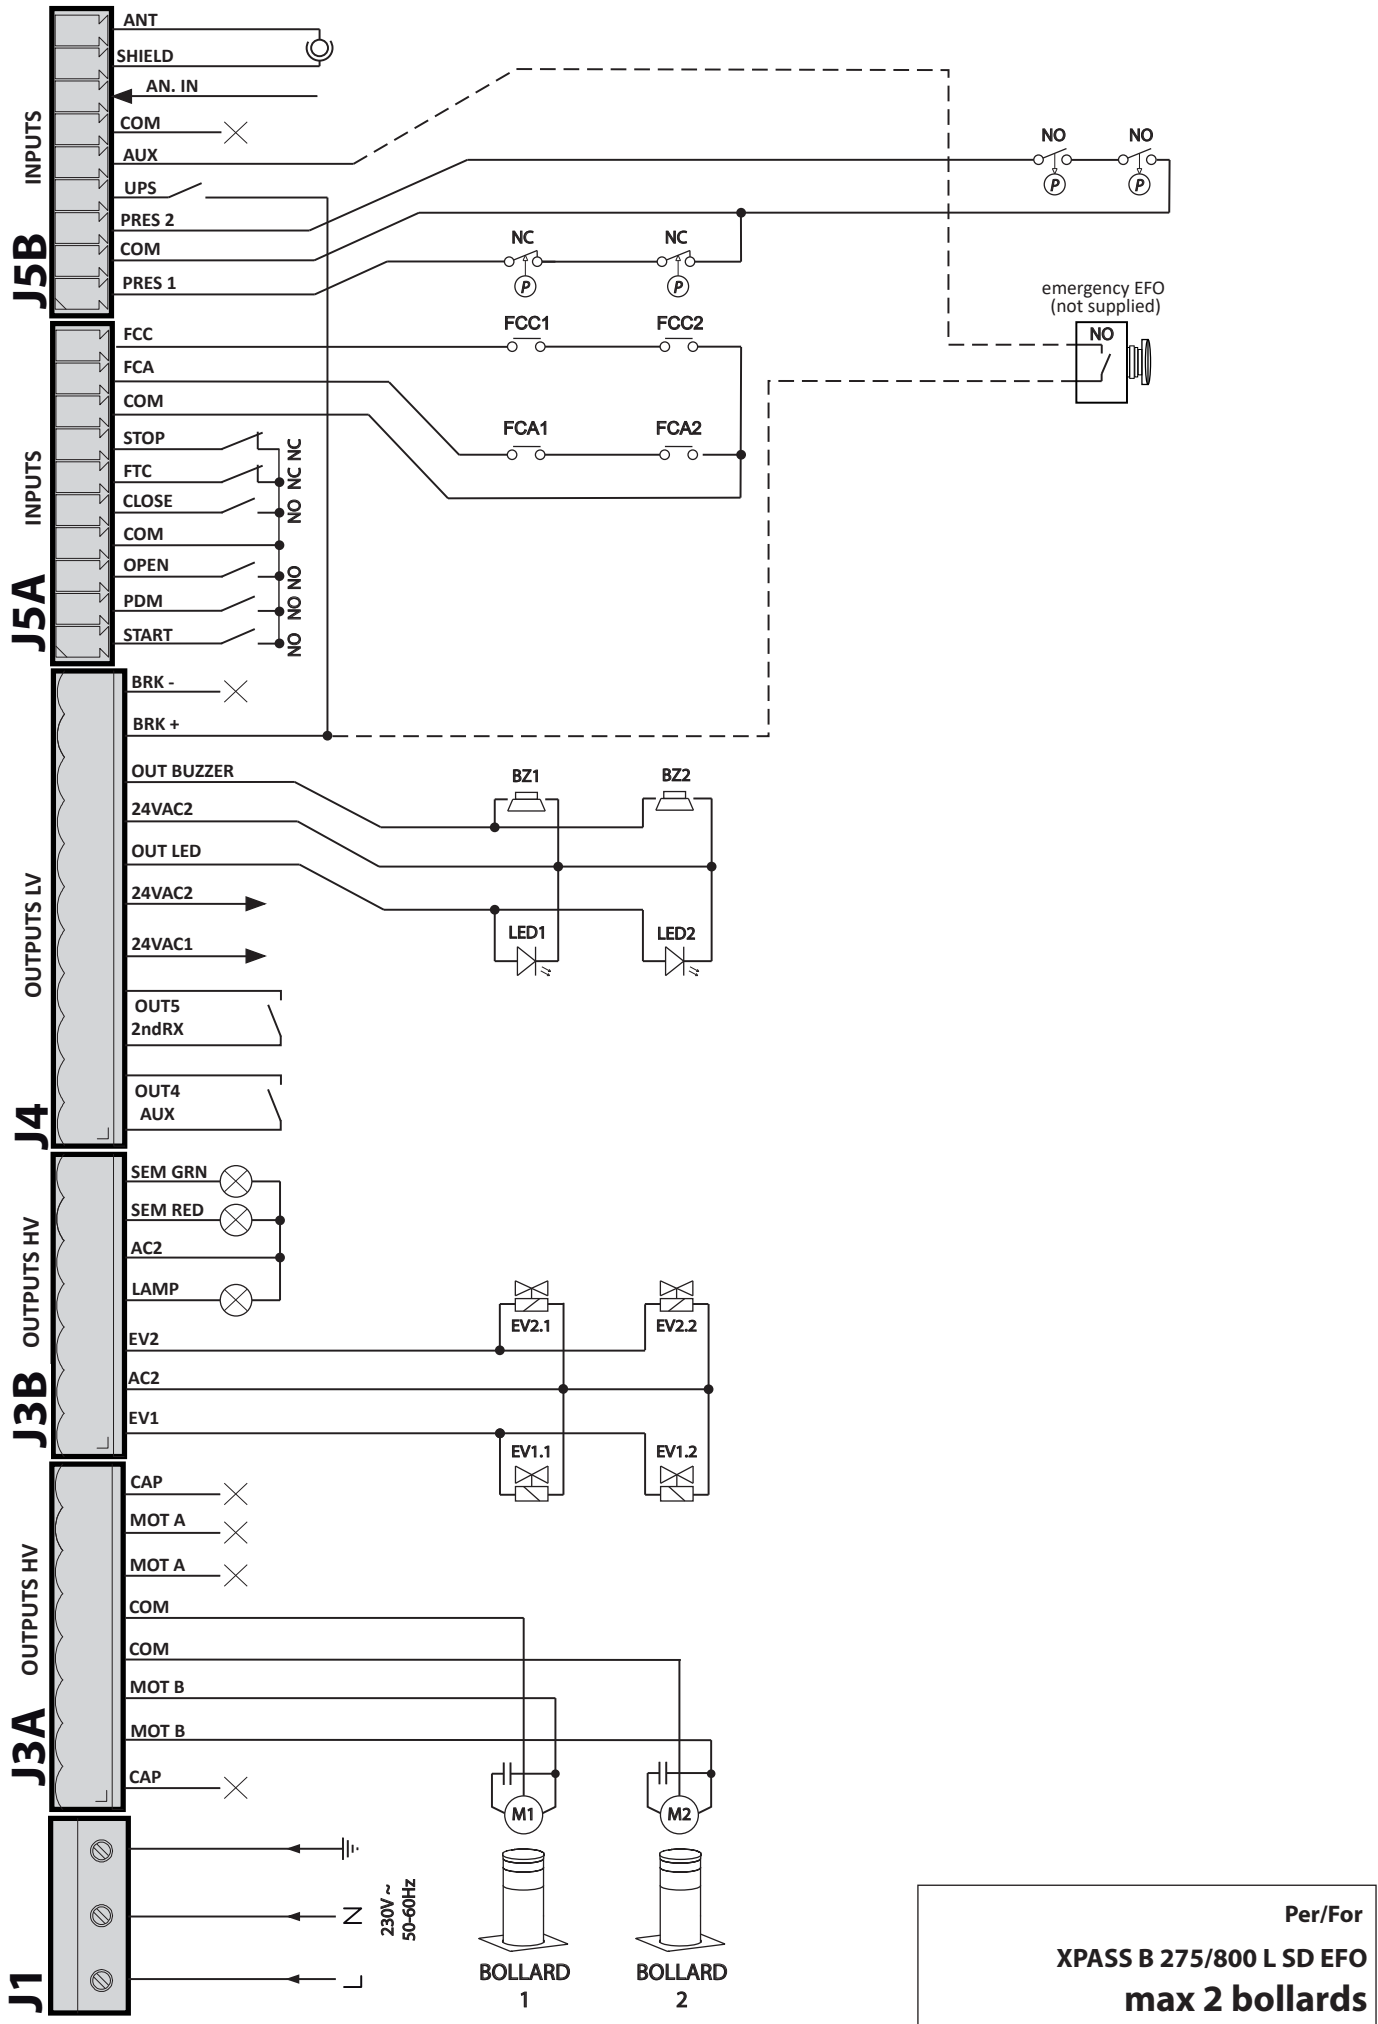 J5B
INPUTS
ANT
SHIELD
AN. IN
COM
AUX
UPS
PRES 2
COM
PRES 1
NO
NO
P
P
NC
NC
P
P
emergency EFO
(not supplied)
NO
J5A
INPUTS
FCC
FCA
COM
STOP
FTC
CLOSE
COM
OPEN
PDM
START
NC
NC
NO
NO
NO
NO
FCC1
FCC2
FCA1
FCA2
J4
OUTPUTS LV
BRK -
BRK +
OUT BUZZER
24VAC2
OUT LED
24VAC2
24VAC1
OUT5
2ndRX
OUT4
AUX
BZ1
BZ2
LED1
LED2
J3B
OUTPUTS HV
SEM GRN
SEM RED
AC2
LAMP
EV2
AC2
EV1
EV2.1
EV2.2
EV1.1
EV1.2
J3A
OUTPUTS HV
CAP
MOT A
MOT A
COM
COM
MOT B
MOT B
CAP
M1
M2
J1
N
L
230V ~
50-60Hz
BOLLARD
1
BOLLARD
2
Per/For
XPASS B 275/800 L SD EFO
max 2 bollards